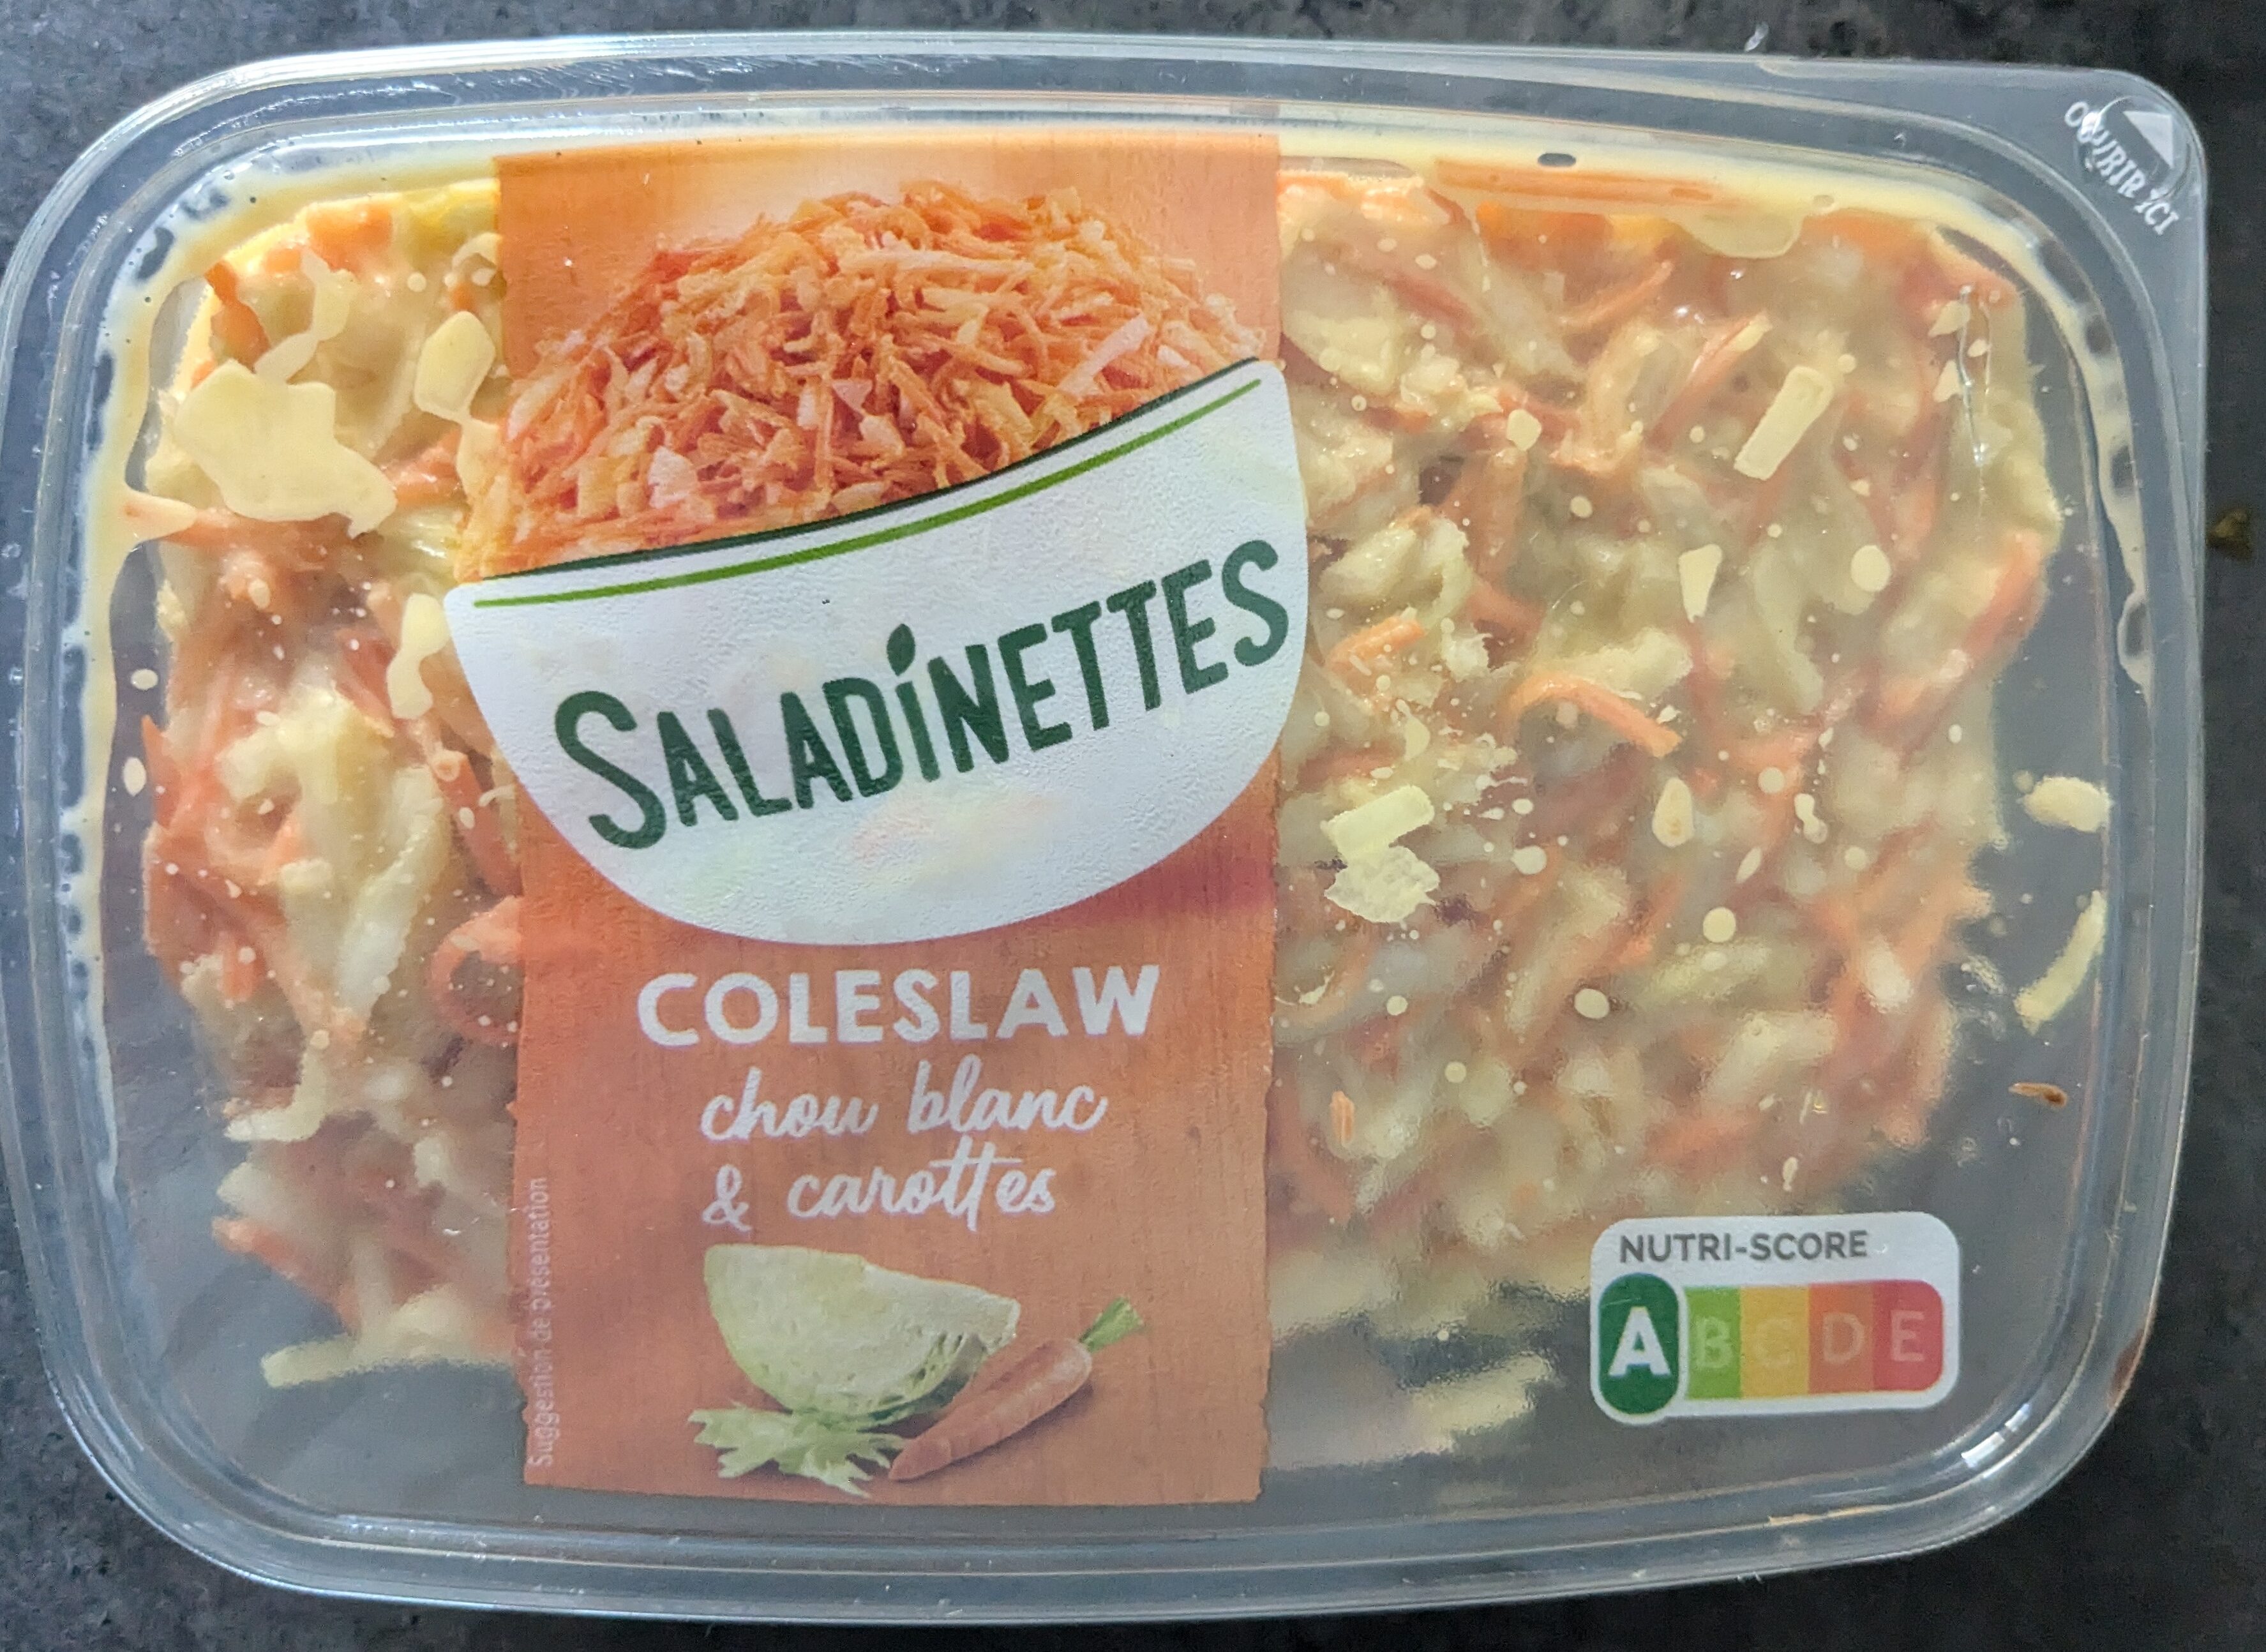 OUVRIR ICI
SALADINETTES
COLESLAW
chou blanc
& carottes
Suggestion de présentation
NUTRI-SCORE
A B C D E